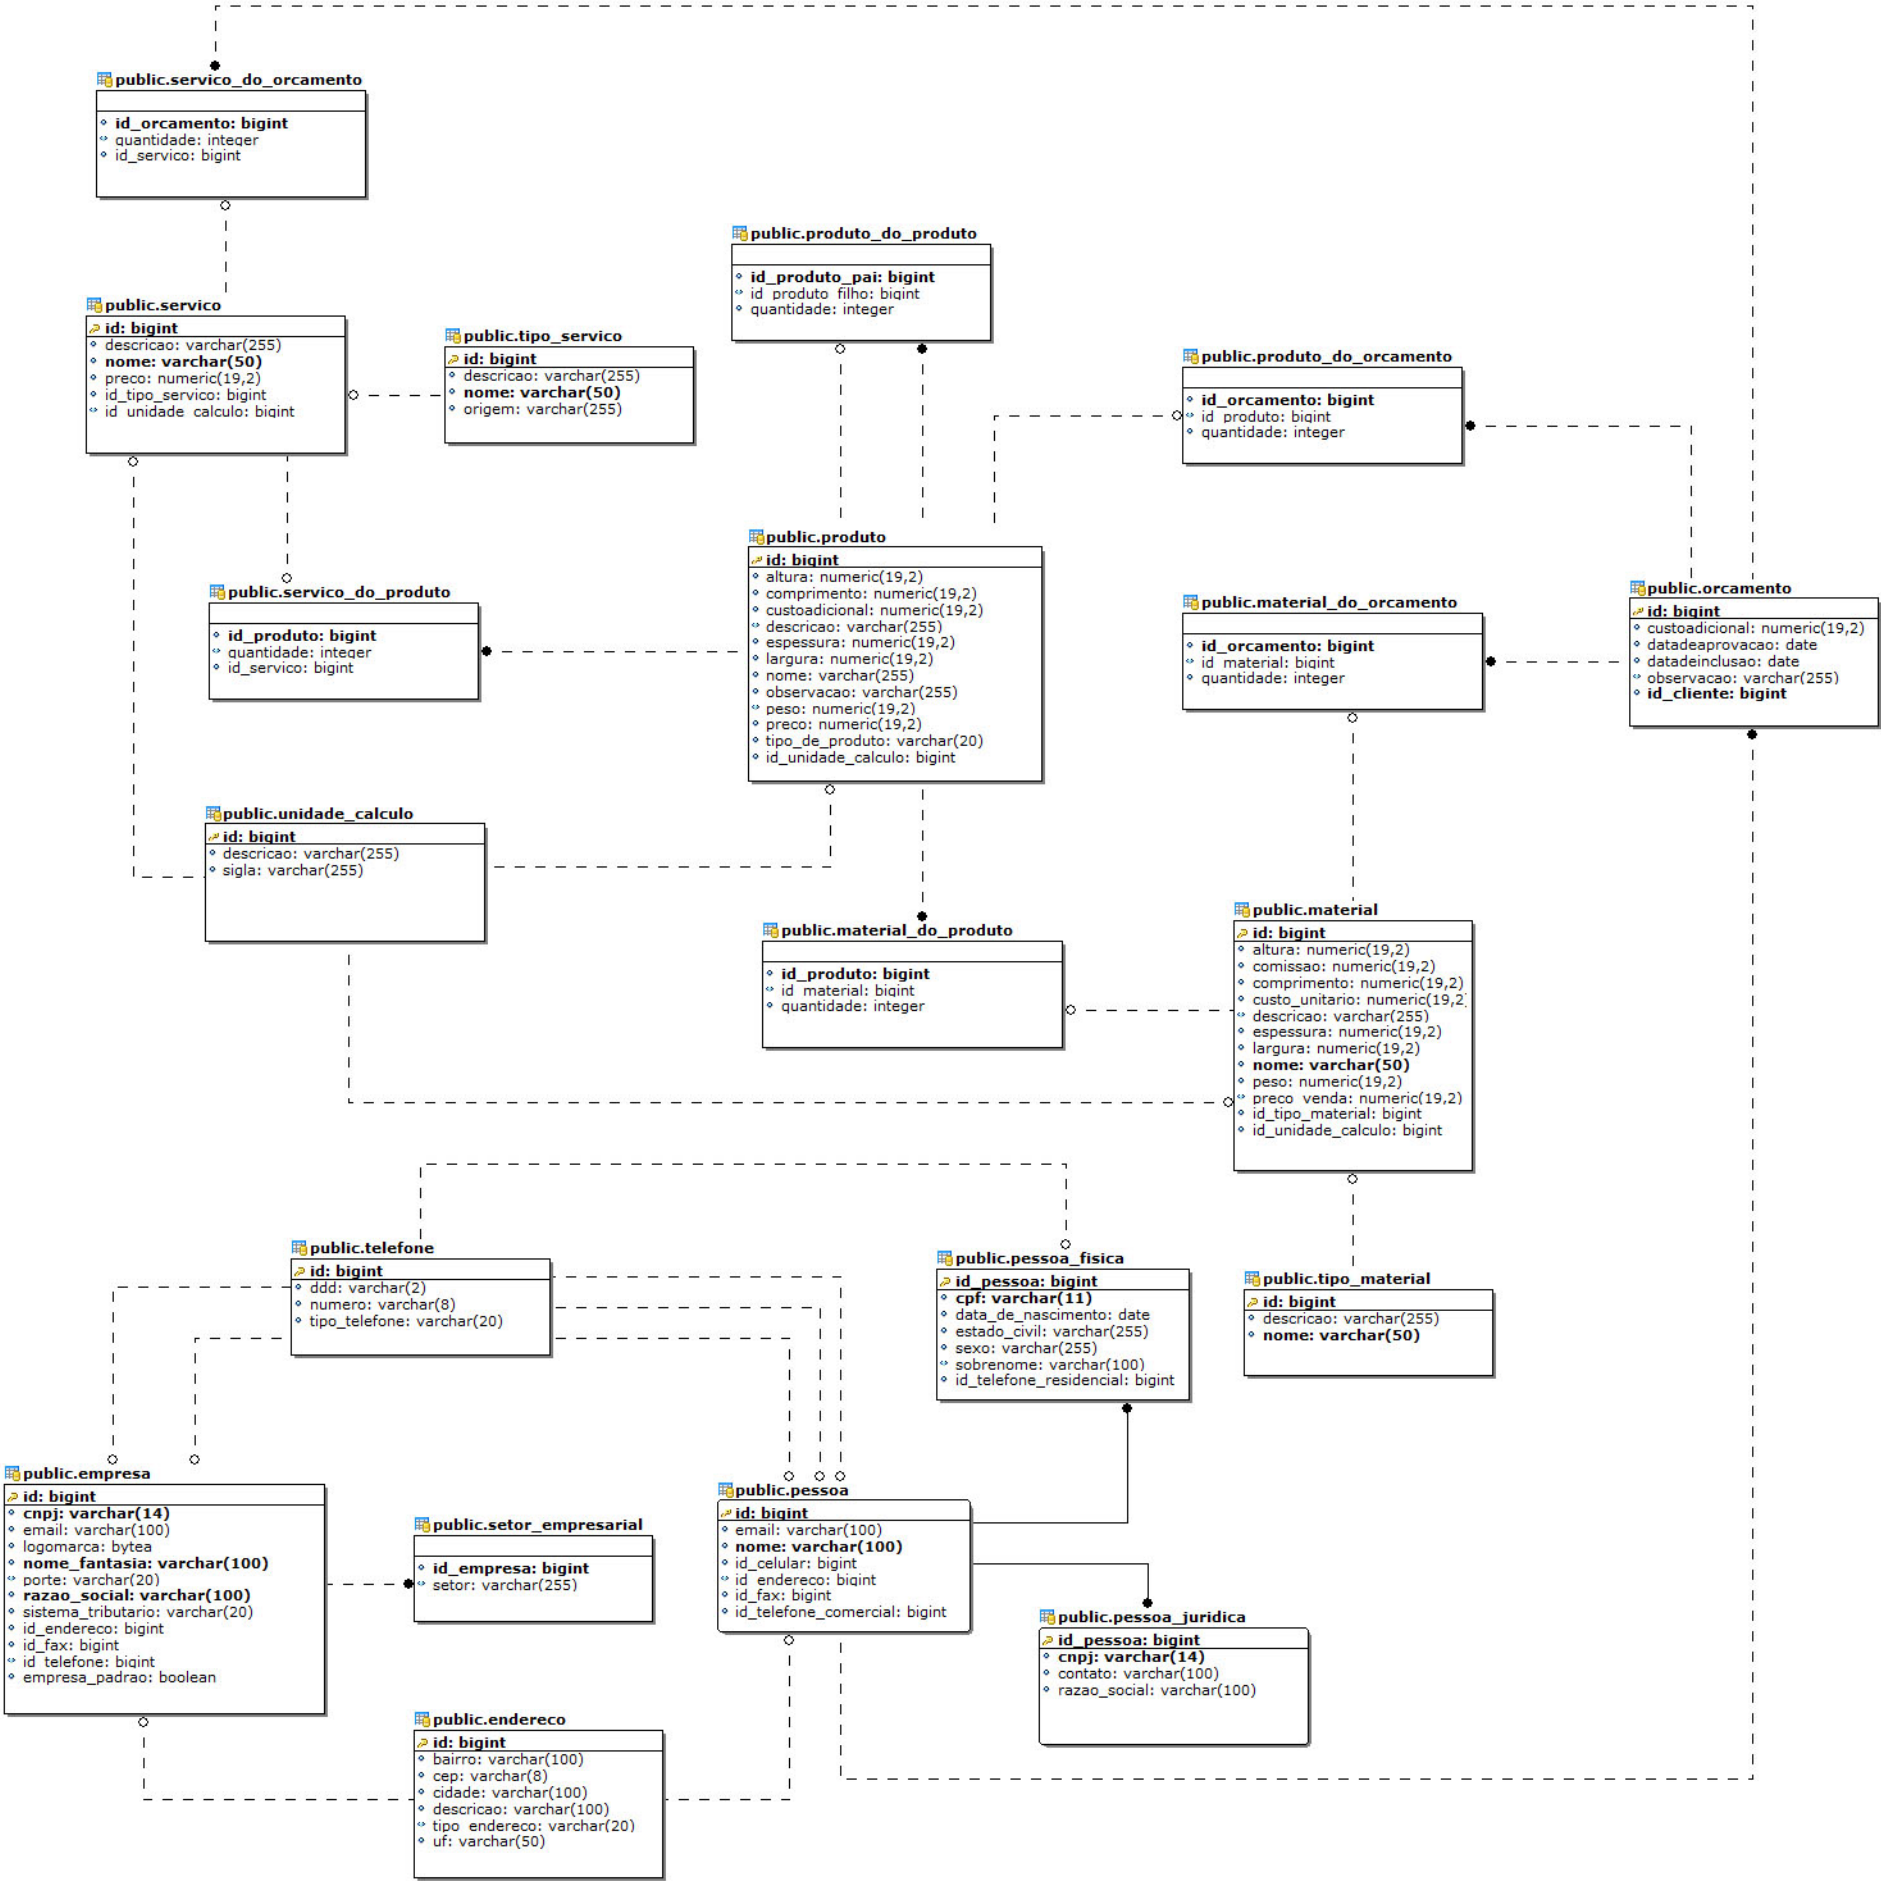 public.servico_do_orcamento
id_orcamento: bigint
quantidade: integer
id_servico: bigint
public.produto_do_produto
id_produto_pai: bigint
id_produto_filho: bigint
quantidade: integer
public.servico
id: bigint
descricao: varchar(255)
nome: varchar(50)
preco: numeric(19,2)
id_tipo_servico: bigint
id_unidade_calculo: bigint
public.tipo_servico
id: bigint
descricao: varchar(255)
nome: varchar(50)
origem: varchar(255)
public.produto_do_orcamento
id_orcamento: bigint
id_produto: bigint
quantidade: integer
public.produto
id: bigint
altura: numeric(19,2)
comprimento: numeric(19,2)
custoadicional: numeric(19,2)
descricao: varchar(255)
espessura: numeric(19,2)
largura: numeric(19,2)
nome: varchar(255)
observacao: varchar(255)
peso: numeric(19,2)
preco: numeric(19,2)
tipo_de_produto: varchar(20)
id_unidade_calculo: bigint
public.servico_do_produto
id_produto: bigint
quantidade: integer
id_servico: bigint
public.material_do_orcamento
id_orcamento: bigint
id_material: bigint
quantidade: integer
public.orcamento
id: bigint
custoadicional: numeric(19,2)
datadeaprovacao: date
datadeinclusao: date
observacao: varchar(255)
id_cliente: bigint
public.unidade_calculo
id: bigint
descricao: varchar(255)
sigla: varchar(255)
public.material_do_produto
id_produto: bigint
id_material: bigint
quantidade: integer
public.material
id: bigint
altura: numeric(19,2)
comissao: numeric(19,2)
comprimento: numeric(19,2)
custo_unitario: numeric(19,2)
descricao: varchar(255)
espessura: numeric(19,2)
largura: numeric(19,2)
nome: varchar(50)
peso: numeric(19,2)
preco_venda: numeric(19,2)
id_tipo_material: bigint
id_unidade_calculo: bigint
public.telefone
id: bigint
ddd: varchar(2)
numero: varchar(8)
tipo_telefone: varchar(20)
public.pessoa_fisica
id_pessoa: bigint
cpf: varchar(11)
data_de_nascimento: date
estado_civil: varchar(255)
sexo: varchar(255)
sobrenome: varchar(100)
id_telefone_residencial: bigint
public.tipo_material
id: bigint
descricao: varchar(255)
nome: varchar(50)
public.empresa
id: bigint
cnpj: varchar(14)
email: varchar(100)
logomarca: bytea
nome_fantasia: varchar(100)
porte: varchar(20)
razao_social: varchar(100)
sistema_tributario: varchar(20)
id_endereco: bigint
id_fax: bigint
id_telefone: bigint
empresa_padrao: boolean
public.setor_empresarial
id_empresa: bigint
setor: varchar(255)
public.pessoa
id: bigint
email: varchar(100)
nome: varchar(100)
id_celular: bigint
id_endereco: bigint
id_fax: bigint
id_telefone_comercial: bigint
public.pessoa_juridica
id_pessoa: bigint
cnpj: varchar(14)
contato: varchar(100)
razao_social: varchar(100)
public.endereco
id: bigint
bairro: varchar(100)
cep: varchar(8)
cidade: varchar(100)
descricao: varchar(100)
tipo_endereco: varchar(20)
uf: varchar(50)